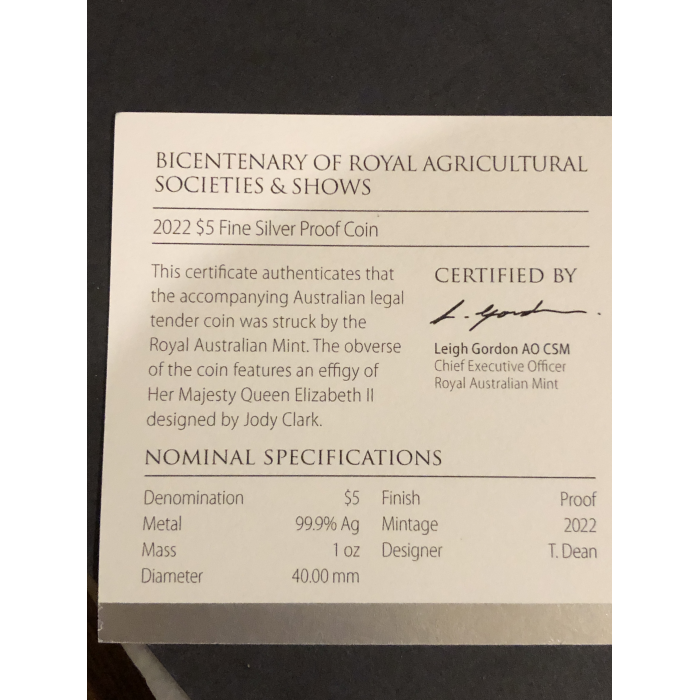 BICENTENARY OF ROYAL AGRICULTURAL
SOCIETIES & SHOWS
2022 $5 Fine Silver Proof Coin
This certificate authenticates that
the accompanying Australian legal
tender coin was struck by the
Royal Australian Mint. The obverse
of the coin features an effigy of
Her Majesty Queen Elizabeth II
designed by Jody Clark.
CERTIFIED BY
L. Gordon.
Leigh Gordon AO CSM
Chief Executive Officer
Royal Australian Mint
NOMINAL SPECIFICATIONS
Denomination $5 Finish Proof
Metal 99.9% Ag Mintage 2022
Mass 1 oz Designer T. Dean
Diameter 40.00 mm